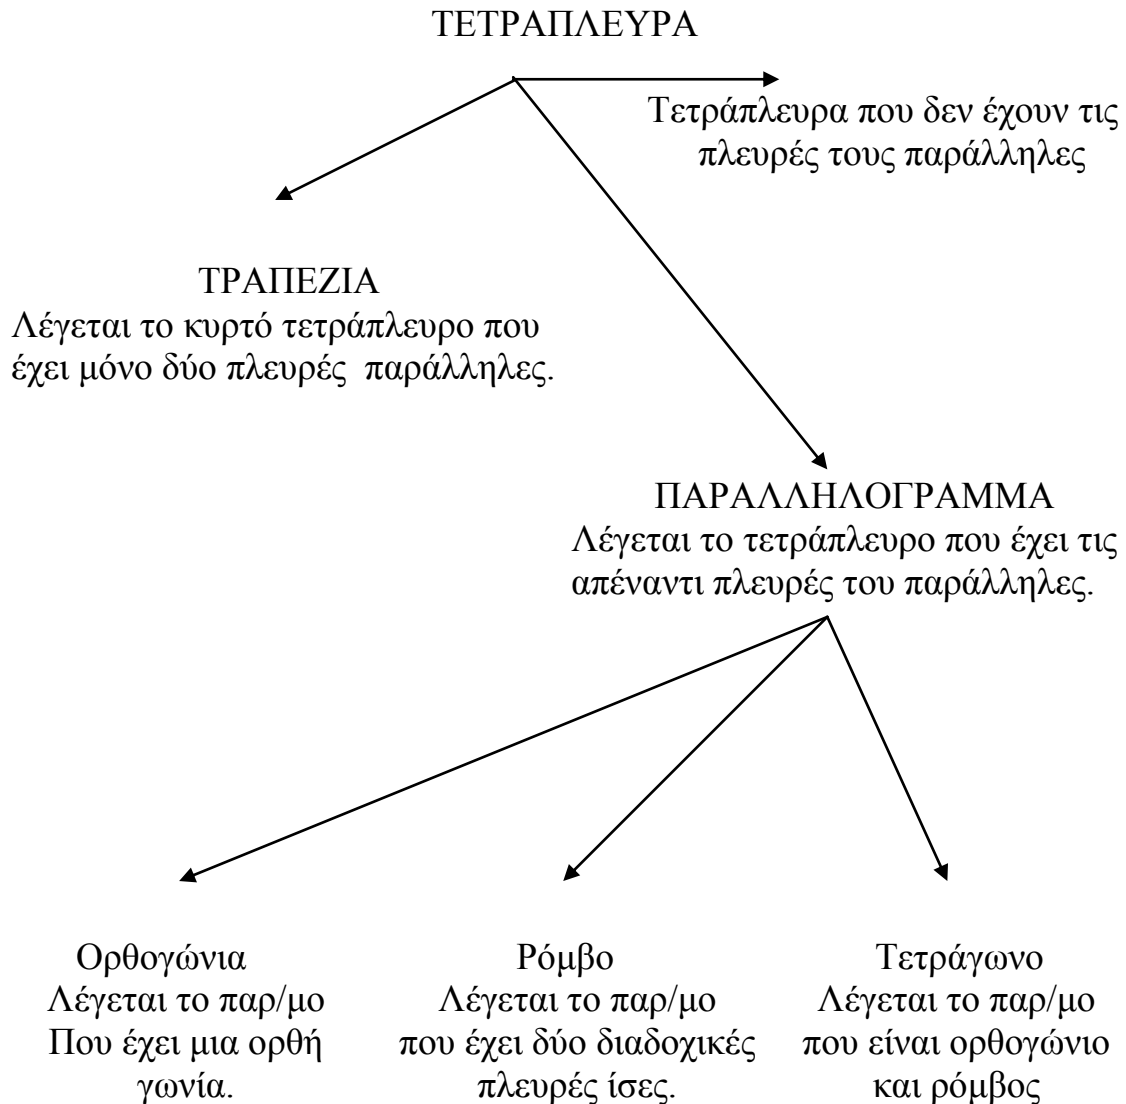 ΤΕΤΡΑΠΛΕΥΡΑ
Τετράπλευρα που δεν έχουν τις
πλευρές τους παράλληλες
ΤΡΑΠΕΖΙΑ
Λέγεται το κυρτό τετράπλευρο που
έχει μόνο δύο πλευρές παράλληλες.
ΠΑΡΑΛΛΗΛΟΓΡΑΜΜΑ
Λέγεται το τετράπλευρο που έχει τις
απέναντι πλευρές του παράλληλες.
Ορθογώνια
Λέγεται το παρ/μο
Που έχει μια ορθή
γωνία.
Ρόμβο
Λέγεται το παρ/μο
που έχει δύο διαδοχικές
πλευρές ίσες.
Τετράγωνο
Λέγεται το παρ/μο
που είναι ορθογώνιο
και ρόμβος